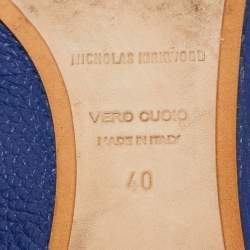 NICHOLAS KIRKWOOD
VERO CUOIO
MADE IN ITALY
40